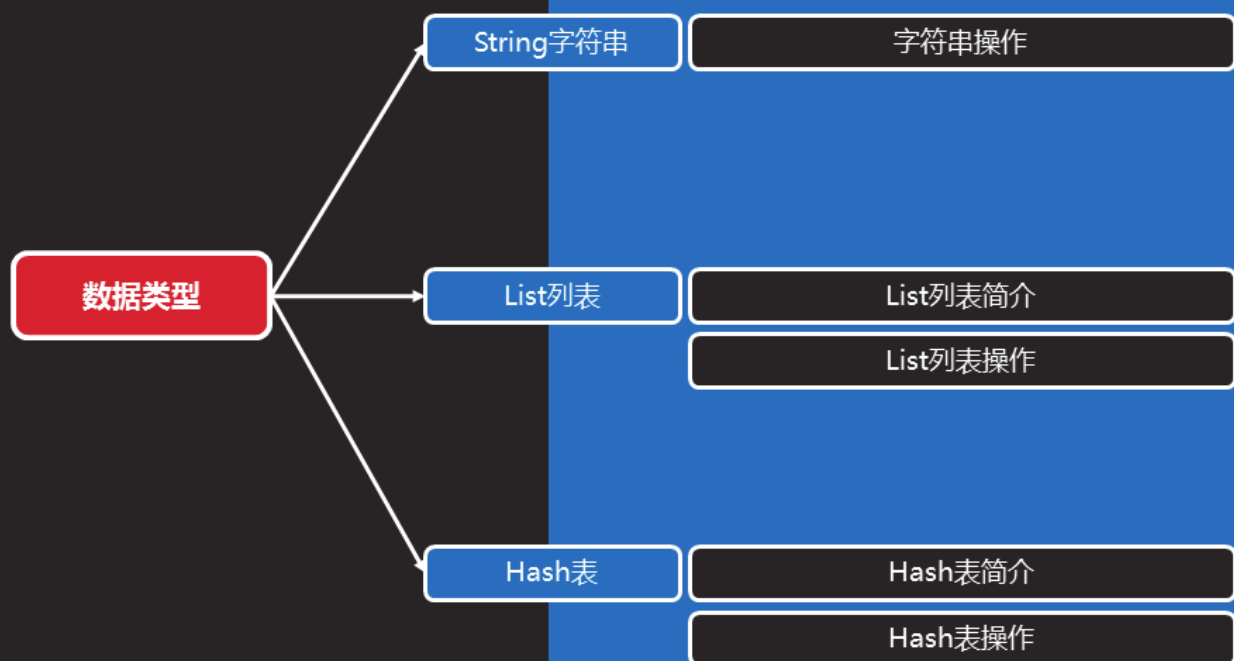 String字符串
字符串操作
数据类型
List列表
List列表简介
List列表操作
Hash表
Hash表简介
Hash表操作